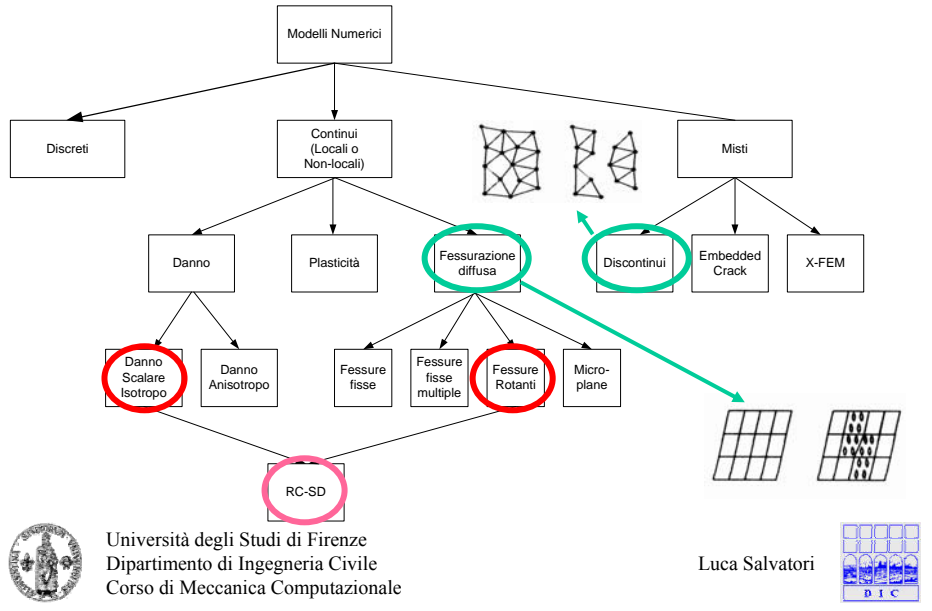 Modelli Numerici
Discreti
Continui
(Locali o
Non-locali)
Misti
Danno
Plasticità
Fessurazione
diffusa
Discontinui
Embedded
Crack
X-FEM
Danno
Scalare
Isotropo
Danno
Anisotropo
Fessure
fisse
Fessure
fisse
multiple
Fessure
Rotanti
Micro-
plane
RC-SD
Università degli Studi di Firenze
Dipartimento di Ingegneria Civile
Corso di Meccanica Computazionale
Luca Salvatori
D I C